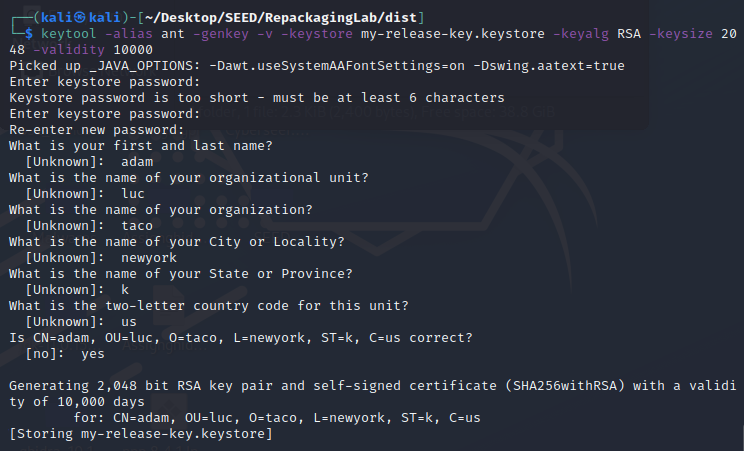 ┌──(kali㉿kali)-[~/Desktop/SEED/RepackagingLab/dist]
└─$ keytool -alias ant -genkey -v -keystore my-release-key.keystore -keyalg RSA -keysize 20
48 -validity 10000
Picked up _JAVA_OPTIONS: -Dawt.useSystemAAFontSettings=on -Dswing.aatext=true
Enter keystore password:
Keystore password is too short - must be at least 6 characters
Enter keystore password:
Re-enter new password:
What is your first and last name?
  [Unknown]:  adam
What is the name of your organizational unit?
  [Unknown]:  luc
What is the name of your organization?
  [Unknown]:  taco
What is the name of your City or Locality?
  [Unknown]:  newyork
What is the name of your State or Province?
  [Unknown]:  k
What is the two-letter country code for this unit?
  [Unknown]:  us
Is CN=adam, OU=luc, O=taco, L=newyork, ST=k, C=us correct?
  [no]:  yes

Generating 2,048 bit RSA key pair and self-signed certificate (SHA256withRSA) with a validi
ty of 10,000 days
        for: CN=adam, OU=luc, O=taco, L=newyork, ST=k, C=us
[Storing my-release-key.keystore]